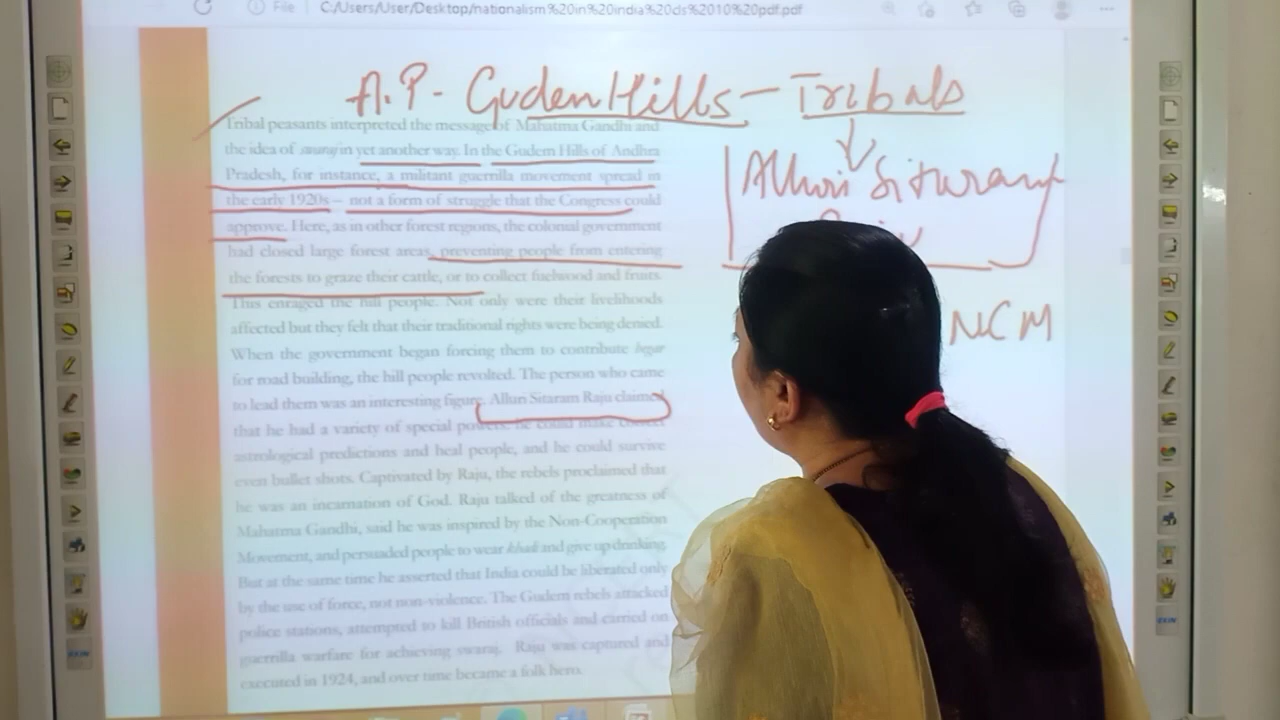 File
C:/Users/User/Desktop/nationalism%20in%20india%20cls%2010%20pdf.pdf
A.P- Gudem Hills - Tribals
Alluri Sitaram
NCM
Tribal peasants interpreted the message of Mahatma Gandhi and
the idea of swaraj in yet another way. In the Gudem Hills of Andhra
Pradesh, for instance, a militant guerrilla movement spread in
the early 1920s – not a form of struggle that the Congress could
approve. Here, as in other forest regions, the colonial government
had closed large forest areas, preventing people from entering
the forests to graze their cattle, or to collect fuelwood and fruits.
This enraged the hill people. Not only were their livelihoods
affected but they felt that their traditional rights were being denied.
When the government began forcing them to contribute begar
for road building, the hill people revolted. The person who came
to lead them was an interesting figure. Alluri Sitaram Raju claimed
that he had a variety of special powers: he could make correct
astrological predictions and heal people, and he could survive
even bullet shots. Captivated by Raju, the rebels proclaimed that
he was an incarnation of God. Raju talked of the greatness of
Mahatma Gandhi, said he was inspired by the Non-Cooperation
Movement, and persuaded people to wear khadi and give up drinking.
But at the same time he asserted that India could be liberated only
by the use of force, not non-violence. The Gudem rebels attacked
police stations, attempted to kill British officials and carried on
guerrilla warfare for achieving swaraj. Raju was captured and
executed in 1924, and over time became a folk hero.